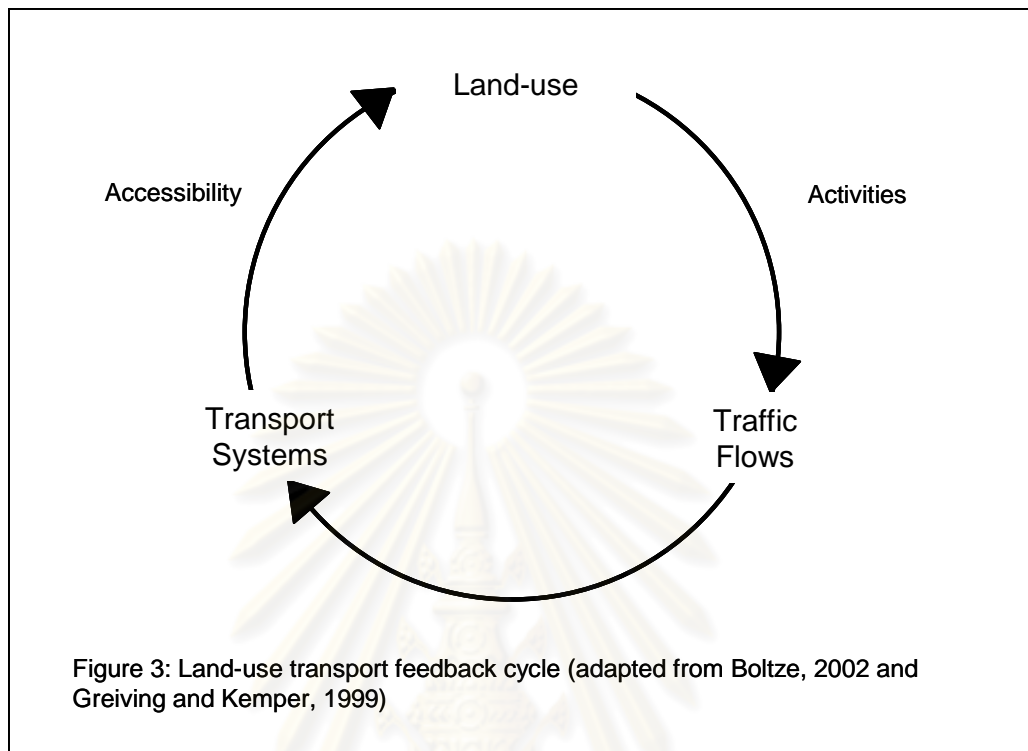 Land-use
Accessibility
Activities
Transport
Systems
Traffic
Flows
Figure 3: Land-use transport feedback cycle (adapted from Boltze, 2002 and
Greiving and Kemper, 1999)